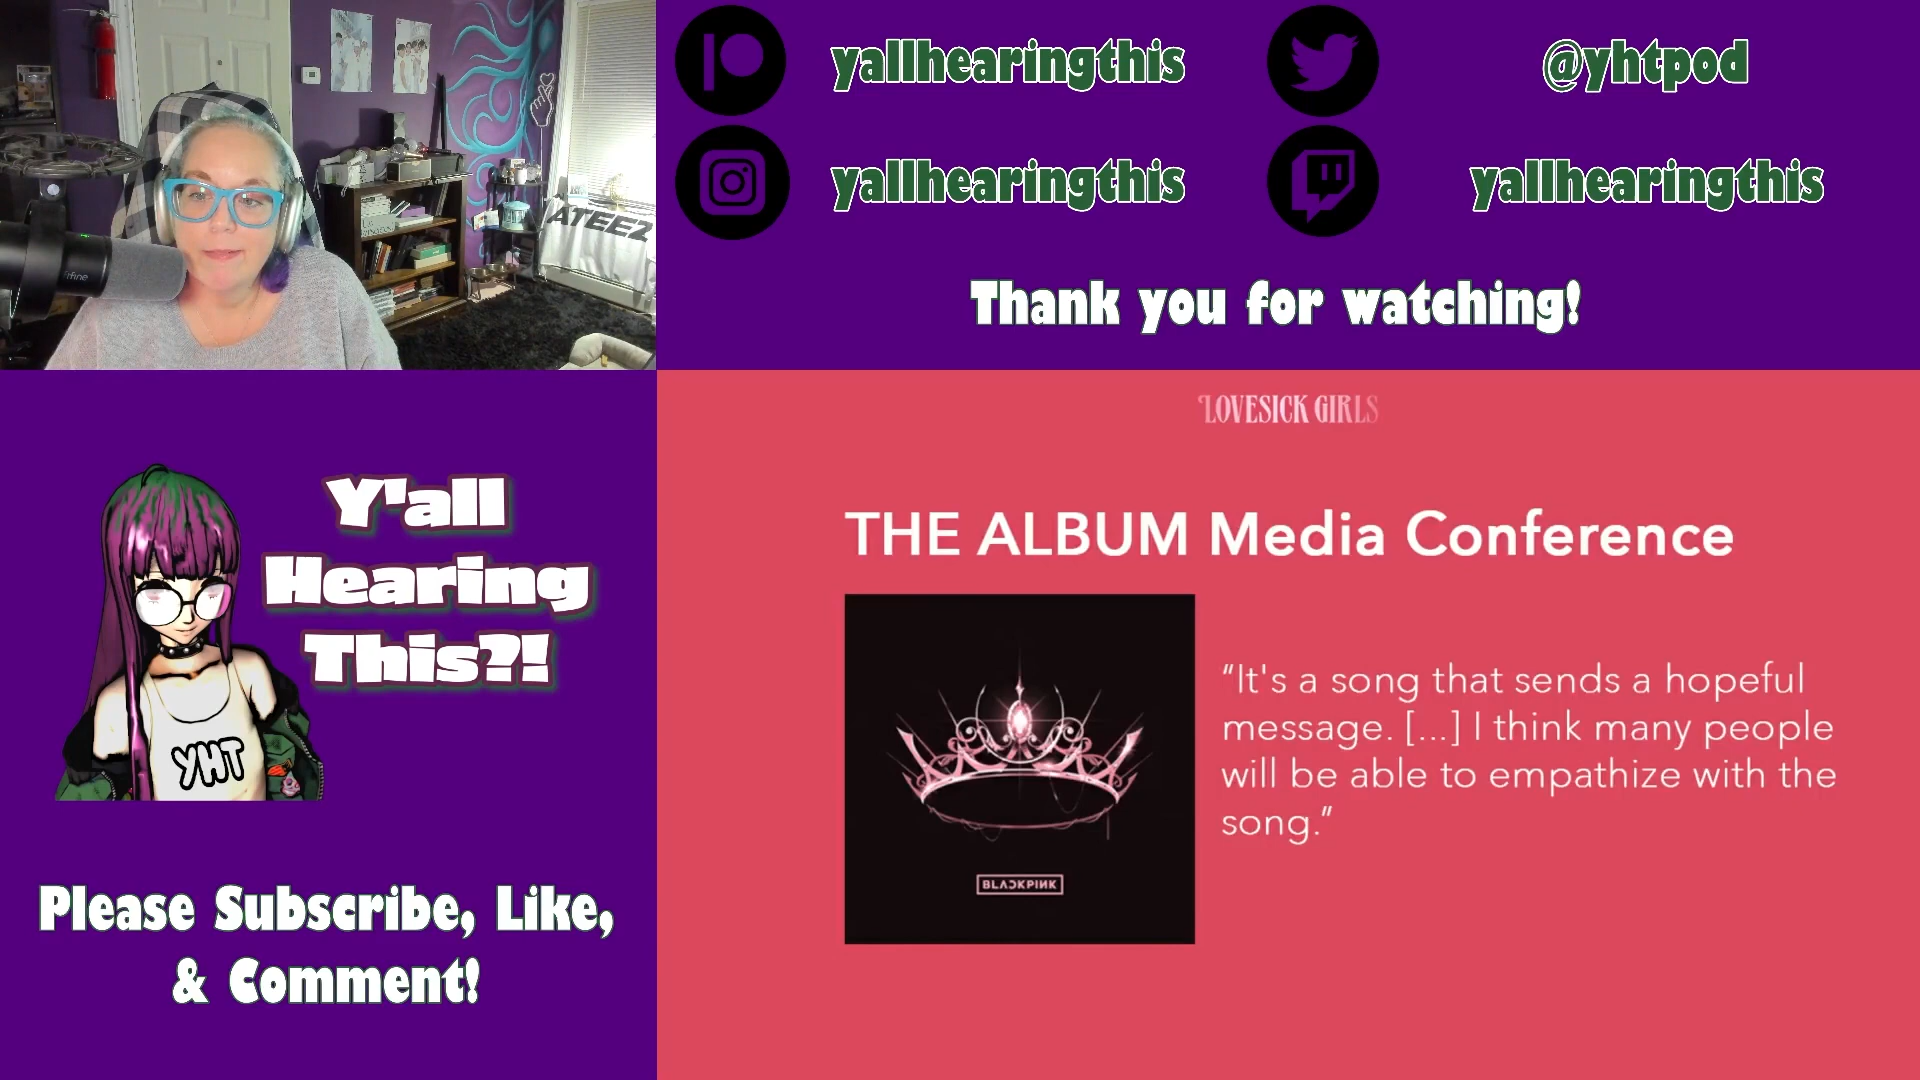 yallhearingthis
@yhtpod
yallhearingthis
yallhearingthis
Thank you for watching!
ATEEZ
Y'all
Hearing
This?!
YHT
Please Subscribe, Like,
& Comment!
LOVESICK GIRLS
THE ALBUM Media Conference
BLACKPINK
“It's a song that sends a hopeful
message. [...] I think many people
will be able to empathize with the
song.”